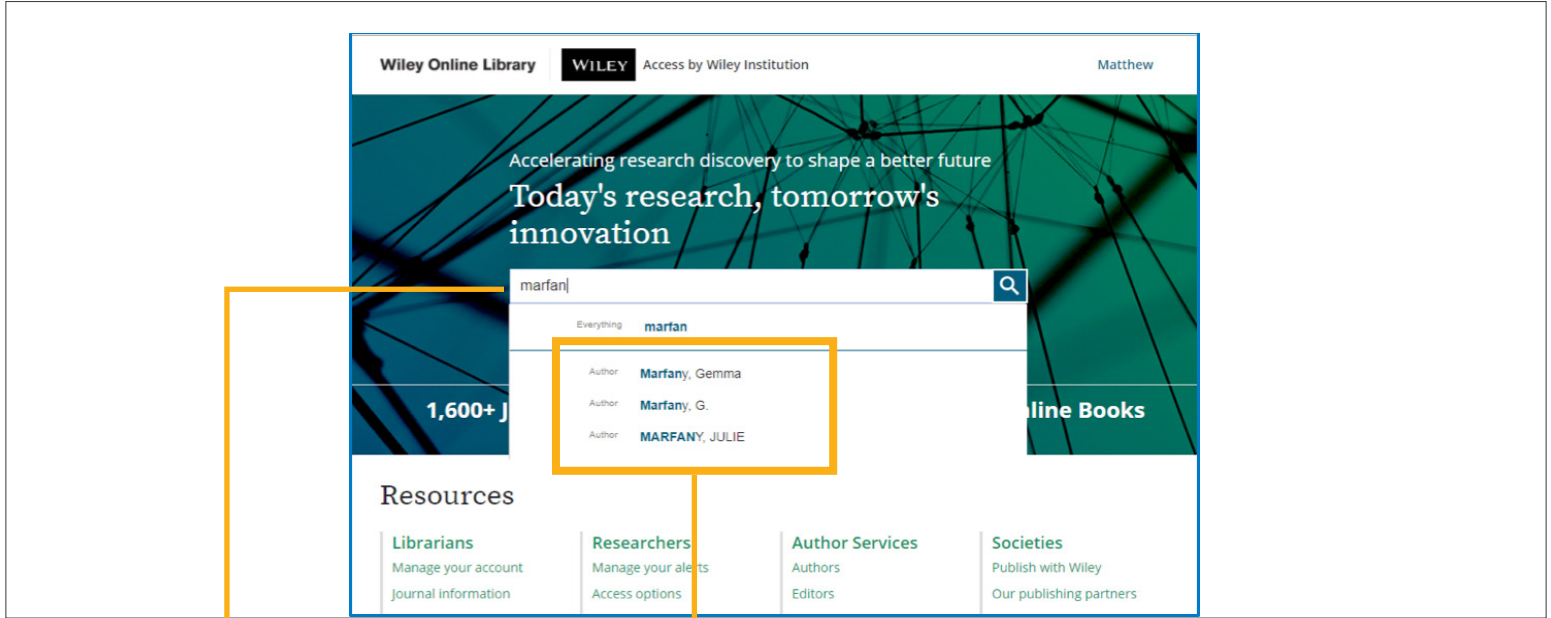 Wiley Online Library WILEY Access by Wiley Institution Matthew
Accelerating research discovery to shape a better future
Today's research, tomorrow's
innovation
marfan
Everything marfan
Author Marfany, Gemma
Author Marfany, G.
Author MARFANY, JULIE
1,600+ J
line Books
Resources
Librarians Researchers Author Services Societies
Manage your account Manage your alerts Authors Publish with Wiley
Journal information Access options Editors Our publishing partners